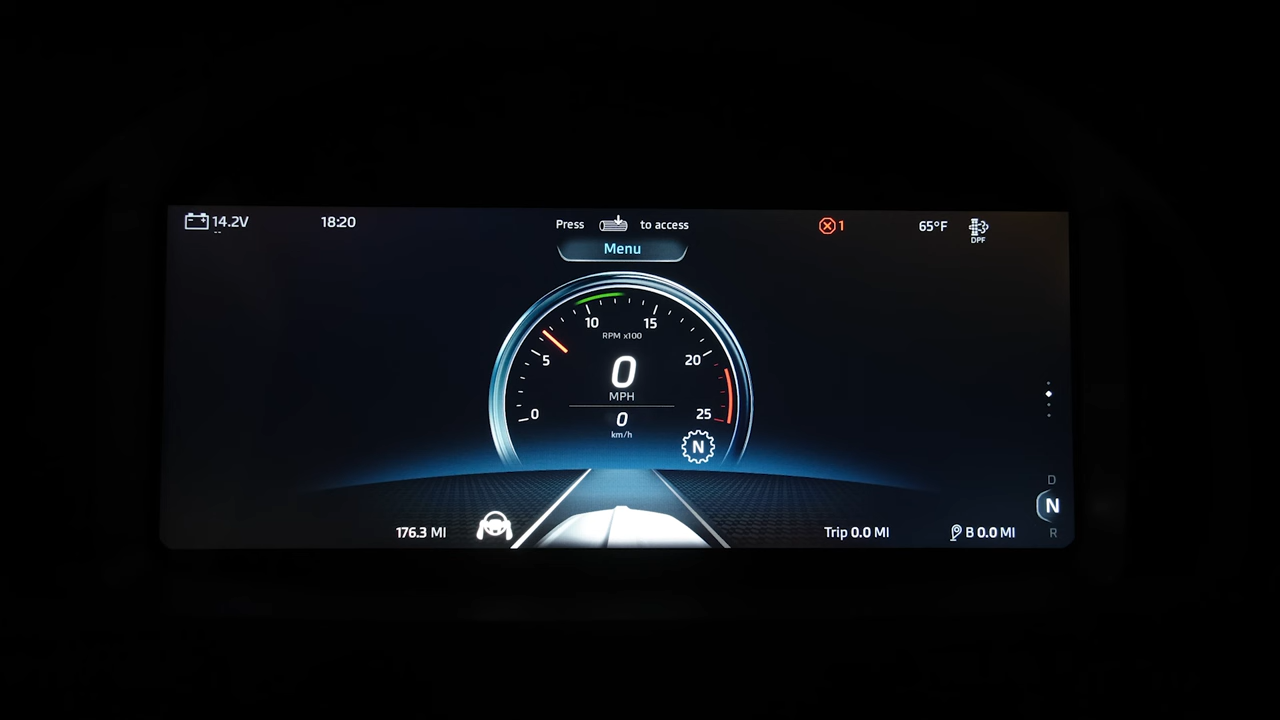 14.2V
--
18:20
Press to access
Menu
1
65°F
DPF
10 15
RPM x100
5 20
0
MPH
0 25
0
km/h
N
D
N
R
176.3 MI
Trip 0.0 MI
B 0.0 MI